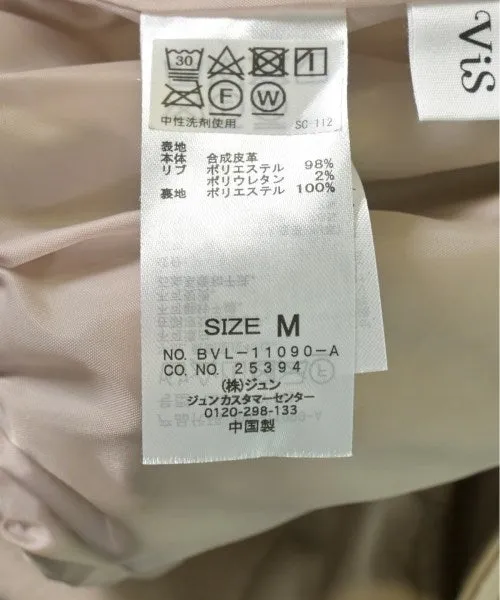 30
F W
中性洗剤使用 SC-112
ViS
表地
本体 合成皮革
リブ ポリエステル 98%
ポリウレタン 2%
裏地 ポリエステル 100%
SIZE M
NO. BVL-11090-A
CO. NO. 25394
(株)ジュン
ジュンカスタマーセンター
0120-298-133
中国製